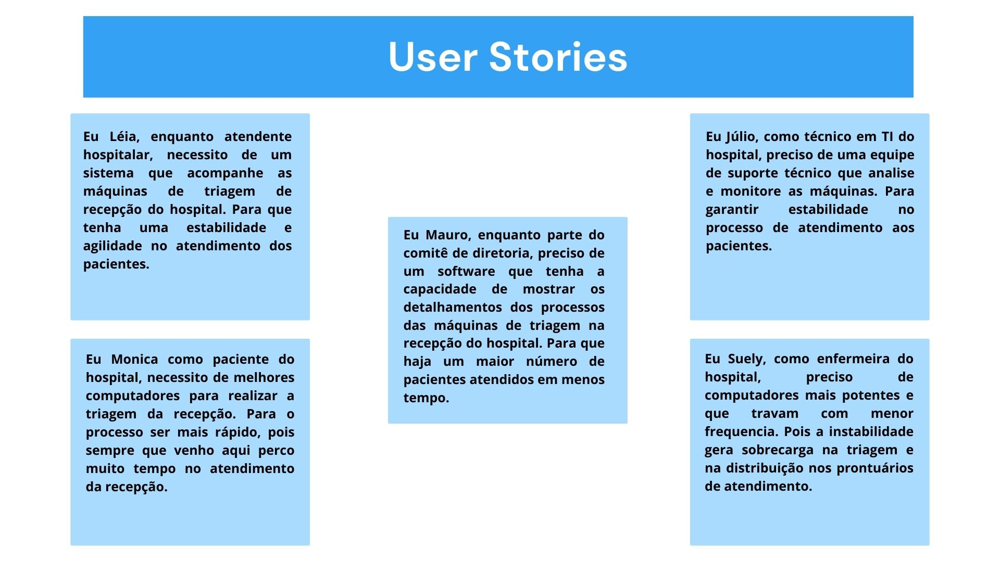 User Stories
Eu Léia, enquanto atendente
hospitalar, necessito de um
sistema que acompanhe as
máquinas de triagem de
recepção do hospital. Para que
tenha uma estabilidade e
agilidade no atendimento dos
pacientes.
Eu Monica como paciente do
hospital, necessito de melhores
computadores para realizar a
triagem da recepção. Para o
processo ser mais rápido, pois
sempre que venho aqui perco
muito tempo no atendimento
da recepção.
Eu Mauro, enquanto parte do
comitê de diretoria, preciso de
um software que tenha a
capacidade de mostrar os
detalhamentos dos processos
das máquinas de triagem na
recepção do hospital. Para que
haja um maior número de
pacientes atendidos em menos
tempo.
Eu Júlio, como técnico em TI do
hospital, preciso de uma equipe
de suporte técnico que analise
e monitore as máquinas. Para
garantir estabilidade no
processo de atendimento aos
pacientes.
Eu Suely, como enfermeira do
hospital, preciso de
computadores mais potentes e
que travam com menor
frequencia. Pois a instabilidade
gera sobrecarga na triagem e
na distribuição nos prontuários
de atendimento.